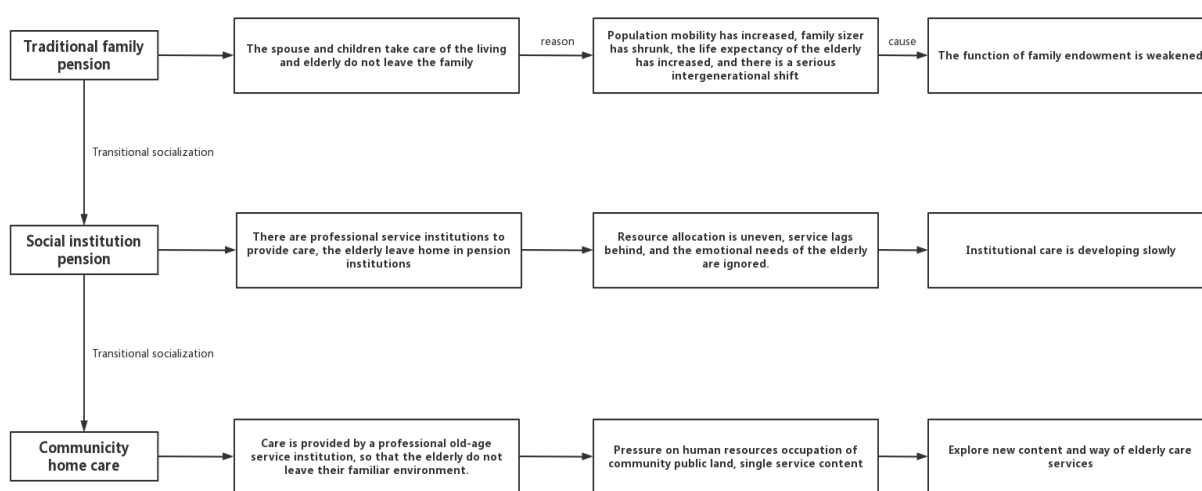 Traditional family
pension
The spouse and children take care of the living
and elderly do not leave the family
reason
Population mobility has increased, family sizer
has shrunk, the life expectancy of the elderly
has increased, and there is a serious
intergenerational shift
cause
The function of family endowment is weakened
Transitional socialization
Social institution
pension
There are professional service institutions to
provide care, the elderly leave home in pension
institutions
Resource allocation is uneven, service lags
behind, and the emotional needs of the elderly
are ignored.
Institutional care is developing slowly
Transitional socialization
Communicity
home care
Care is provided by a professional old-age
service institution, so that the elderly do not
leave their familiar environment.
Pressure on human resources occupation of
community public land, single service content
Explore new content and way of elderly care
services